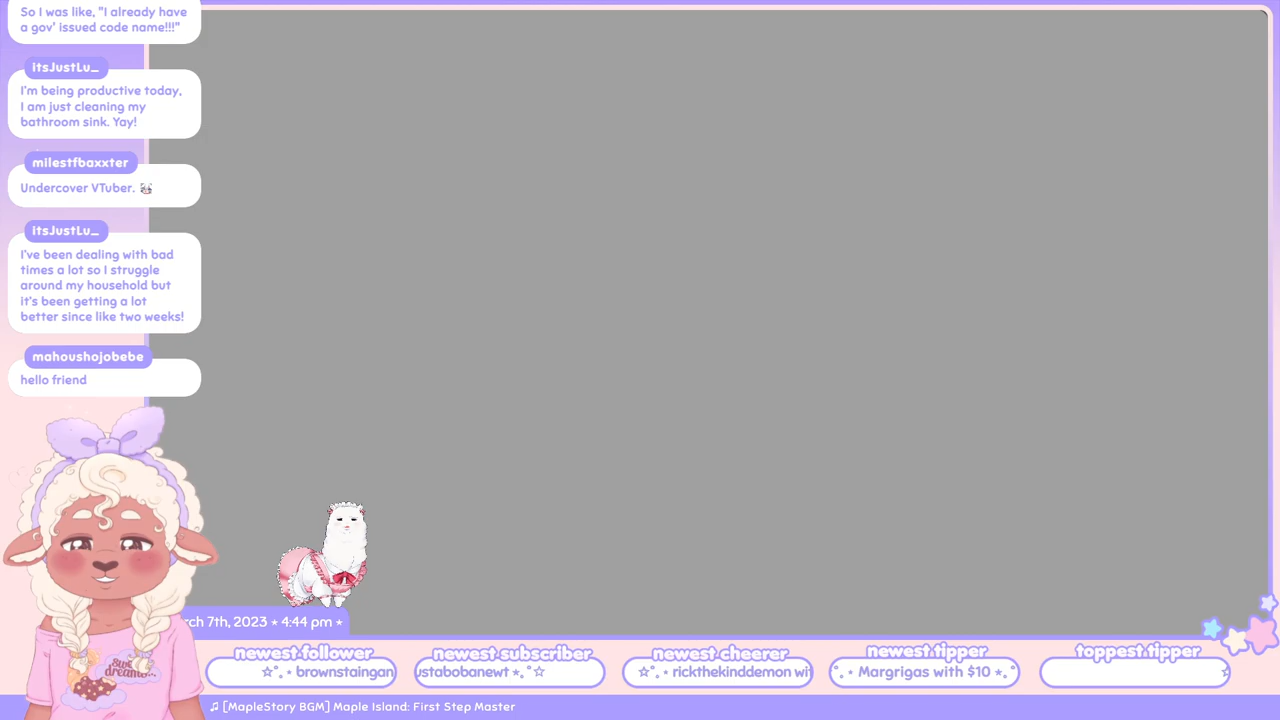 So I was like, "I already have
a gov' issued code name!!!"
itsJustLu_
I'm being productive today,
I am just cleaning my
bathroom sink. Yay!
milestfbaxxter
Undercover VTuber.
itsJustLu_
I've been dealing with bad
times a lot so I struggle
around my household but
it's been getting a lot
better since like two weeks!
mahoushojobebe
hello friend
rch 7th, 2023 ⋆ 4:44 pm ⋆
newest follower
☆˚｡⋆ brownstaingan
newest subscriber
ustabobanewt ⋆｡˚☆
newest cheerer
☆˚｡⋆ rickthekinddemon wit
newest tipper
˚｡⋆ Margrigas with $10 ⋆｡˚
toppest tipper
☆
♫ [MapleStory BGM] Maple Island: First Step Master